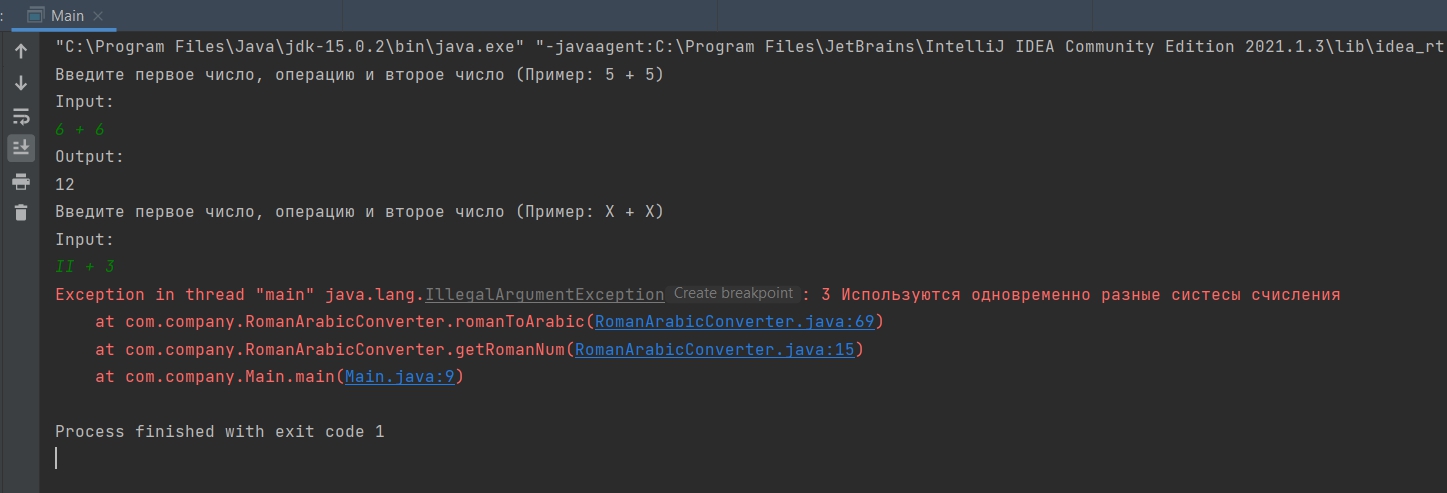 Main
"C:\Program Files\Java\jdk-15.0.2\bin\java.exe" "-javaagent:C:\Program Files\JetBrains\IntelliJ IDEA Community Edition 2021.1.3\lib\idea_rt
Введите первое число, операцию и второе число (Пример: 5 + 5)
Input:
6 + 6
Output:
12
Введите первое число, операцию и второе число (Пример: X + X)
Input:
II + 3
Exception in thread "main" java.lang.IllegalArgumentException Create breakpoint : 3 Используются одновременно разные систесы счисления
at com.company.RomanArabicConverter.romanToArabic(RomanArabicConverter.java:69)
at com.company.RomanArabicConverter.getRomanNum(RomanArabicConverter.java:15)
at com.company.Main.main(Main.java:9)
Process finished with exit code 1